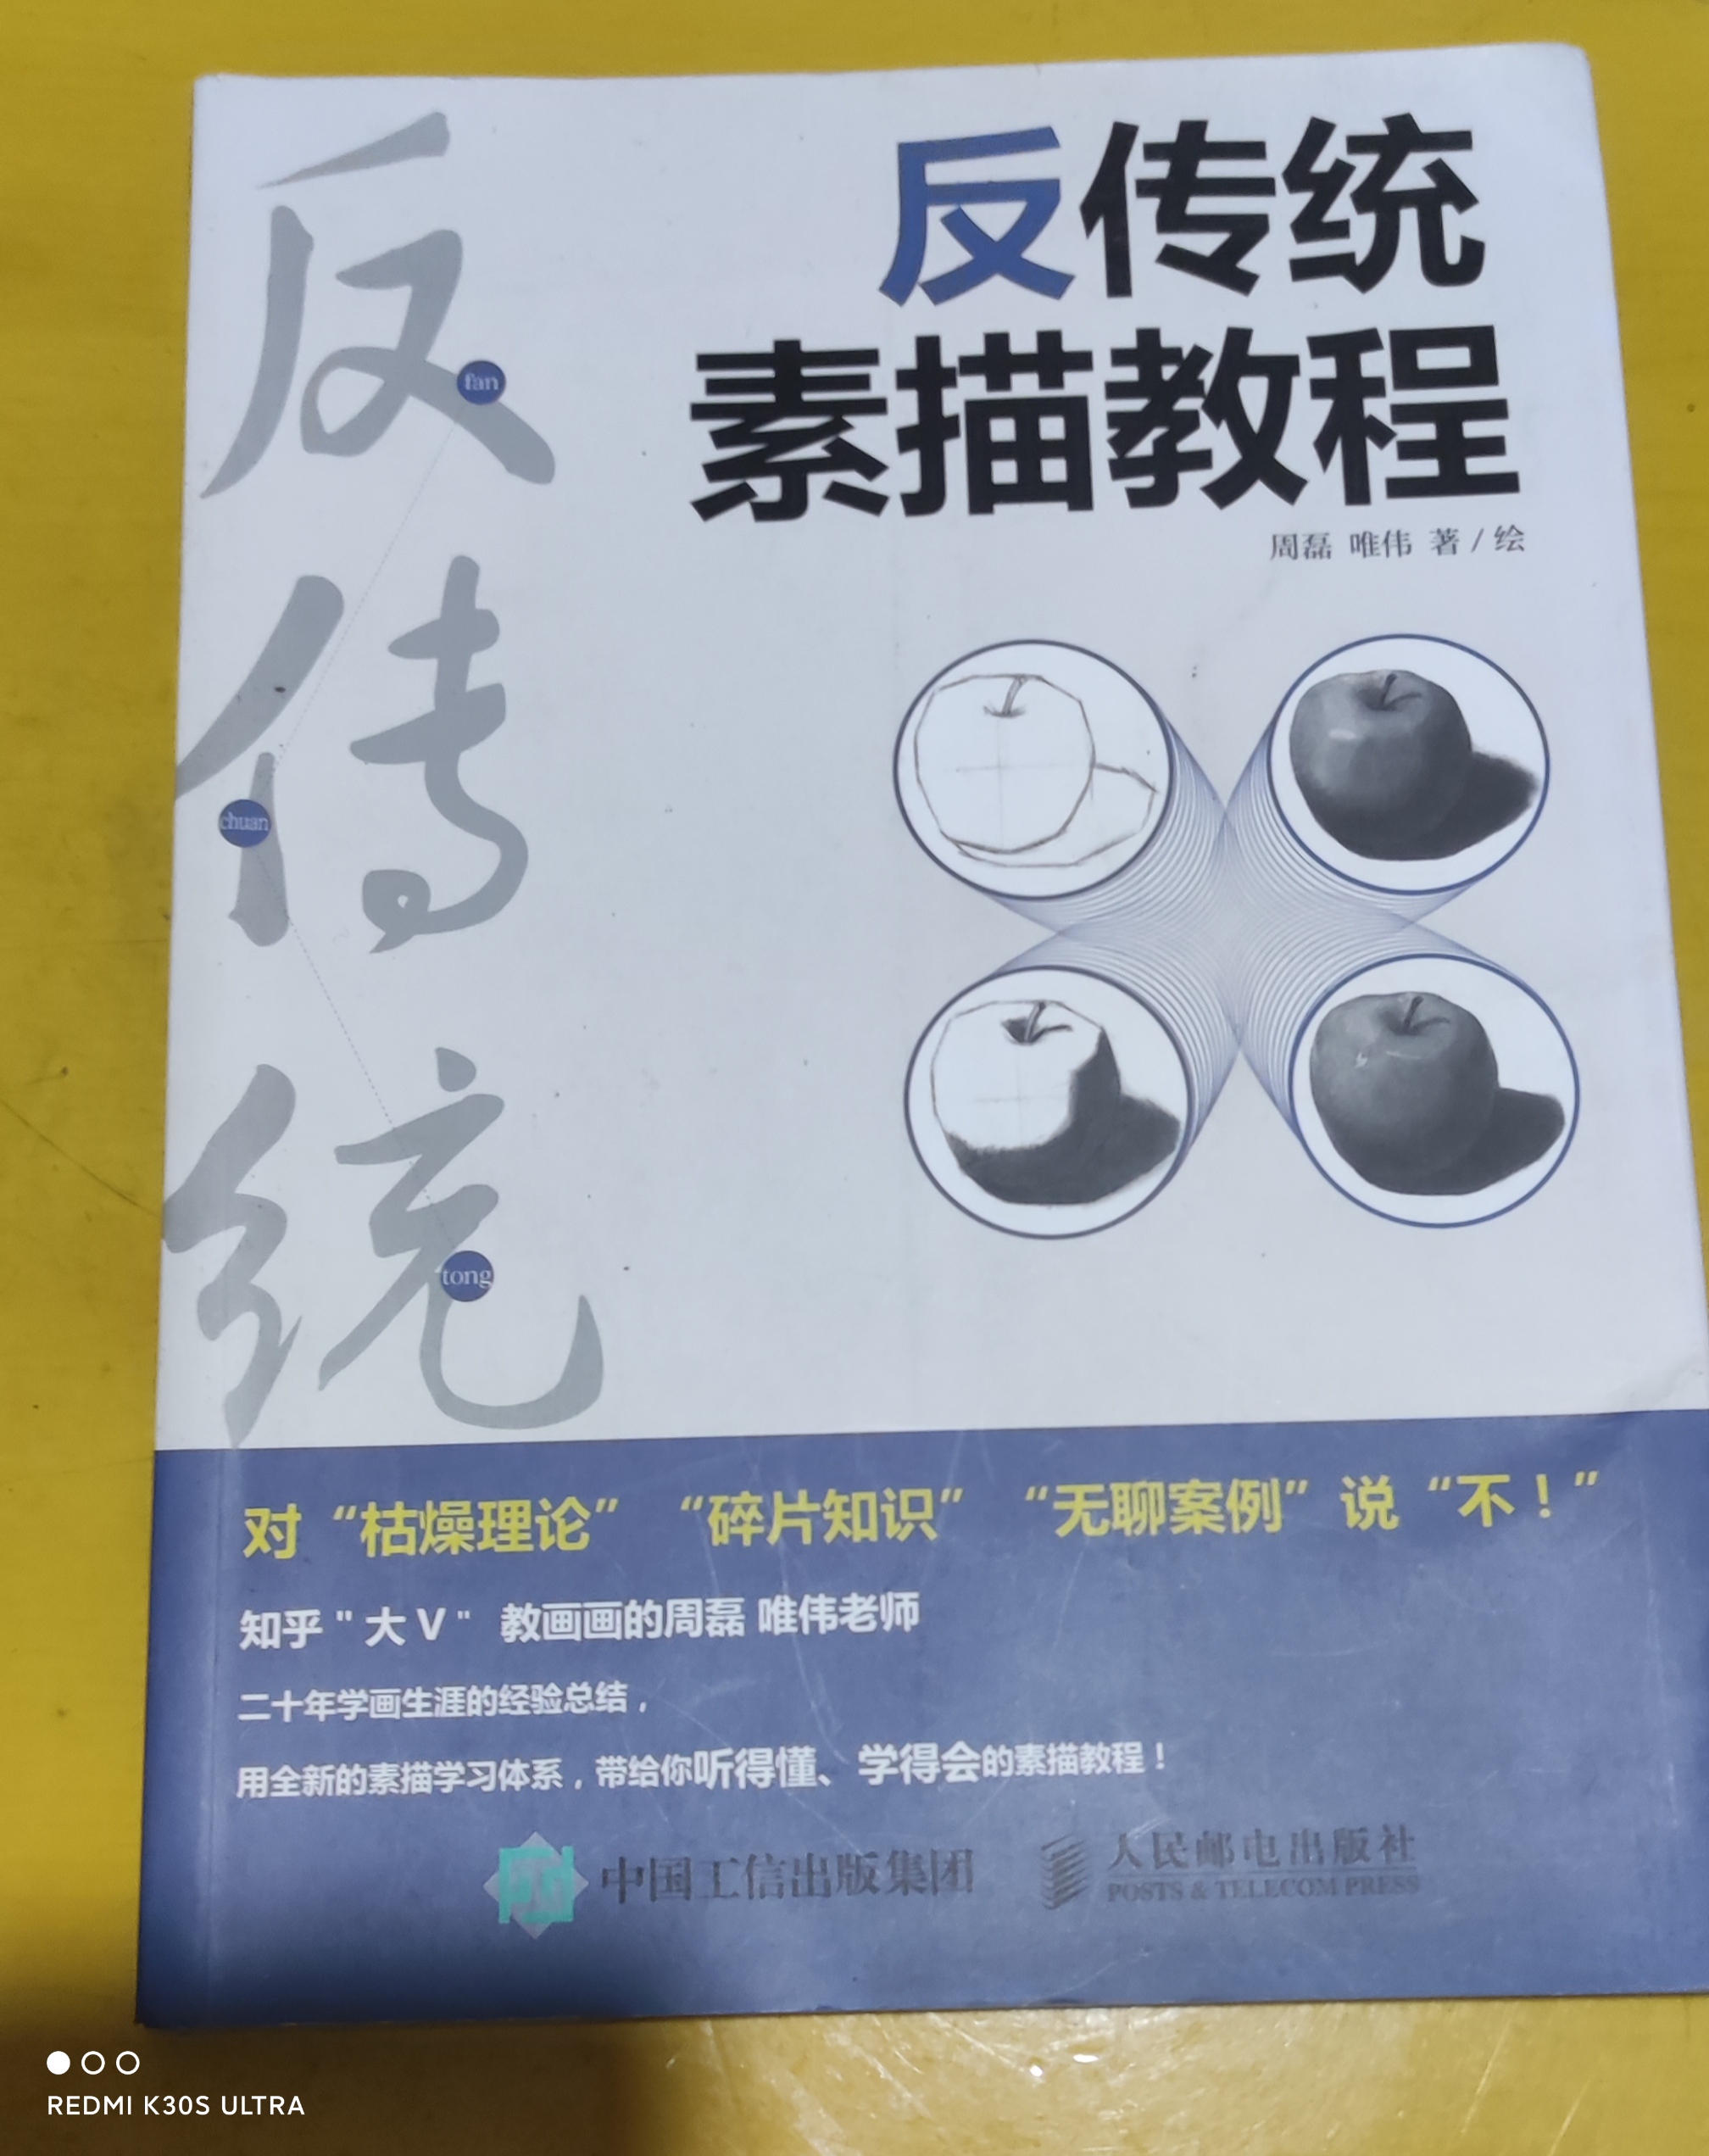 反传统
素描教程
周磊 唯伟 著/绘
反
fan
传
chuan
统
tong
对“枯燥理论” “碎片知识” “无聊案例”说“不！”
知乎"大V" 教画画的周磊 唯伟老师
二十年学画生涯的经验总结，
用全新的素描学习体系，带给你听得懂、学得会的素描教程！
中国工信出版集团
人民邮电出版社
POSTS & TELECOM PRESS
REDMI K30S ULTRA